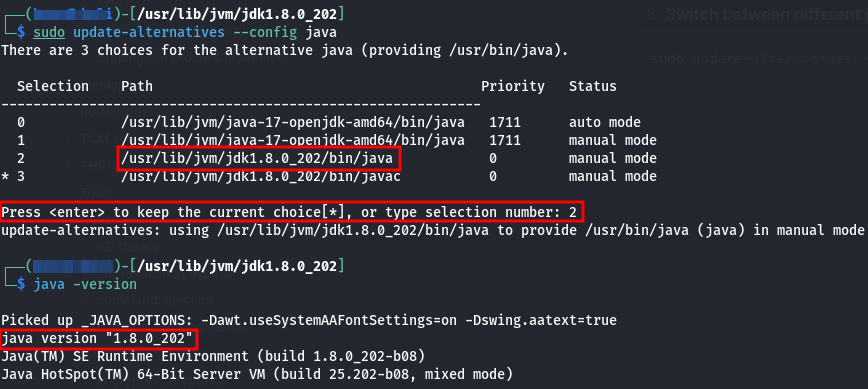 8. Switch between different j
┌──(     kali)-[/usr/lib/jvm/jdk1.8.0_202]
└─$ sudo update-alternatives --config java
sudo update-alternatives -
There are 3 choices for the alternative java (providing /usr/bin/java).
Selection Path Priority Status
------------------------------------------------------------
0 /usr/lib/jvm/java-17-openjdk-amd64/bin/java 1711 auto mode
1 /usr/lib/jvm/java-17-openjdk-amd64/bin/java 1711 manual mode
2 /usr/lib/jvm/jdk1.8.0_202/bin/java 0 manual mode
* 3 /usr/lib/jvm/jdk1.8.0_202/bin/javac 0 manual mode
Press <enter> to keep the current choice[*], or type selection number: 2
update-alternatives: using /usr/lib/jvm/jdk1.8.0_202/bin/java to provide /usr/bin/java (java) in manual mode
┌──(     )-[/usr/lib/jvm/jdk1.8.0_202]
└─$ java -version
command injection
Picked up _JAVA_OPTIONS: -Dawt.useSystemAAFontSettings=on -Dswing.aatext=true
java version "1.8.0_202"
Java(TM) SE Runtime Environment (build 1.8.0_202-b08)
Java HotSpot(TM) 64-Bit Server VM (build 25.202-b08, mixed mode)